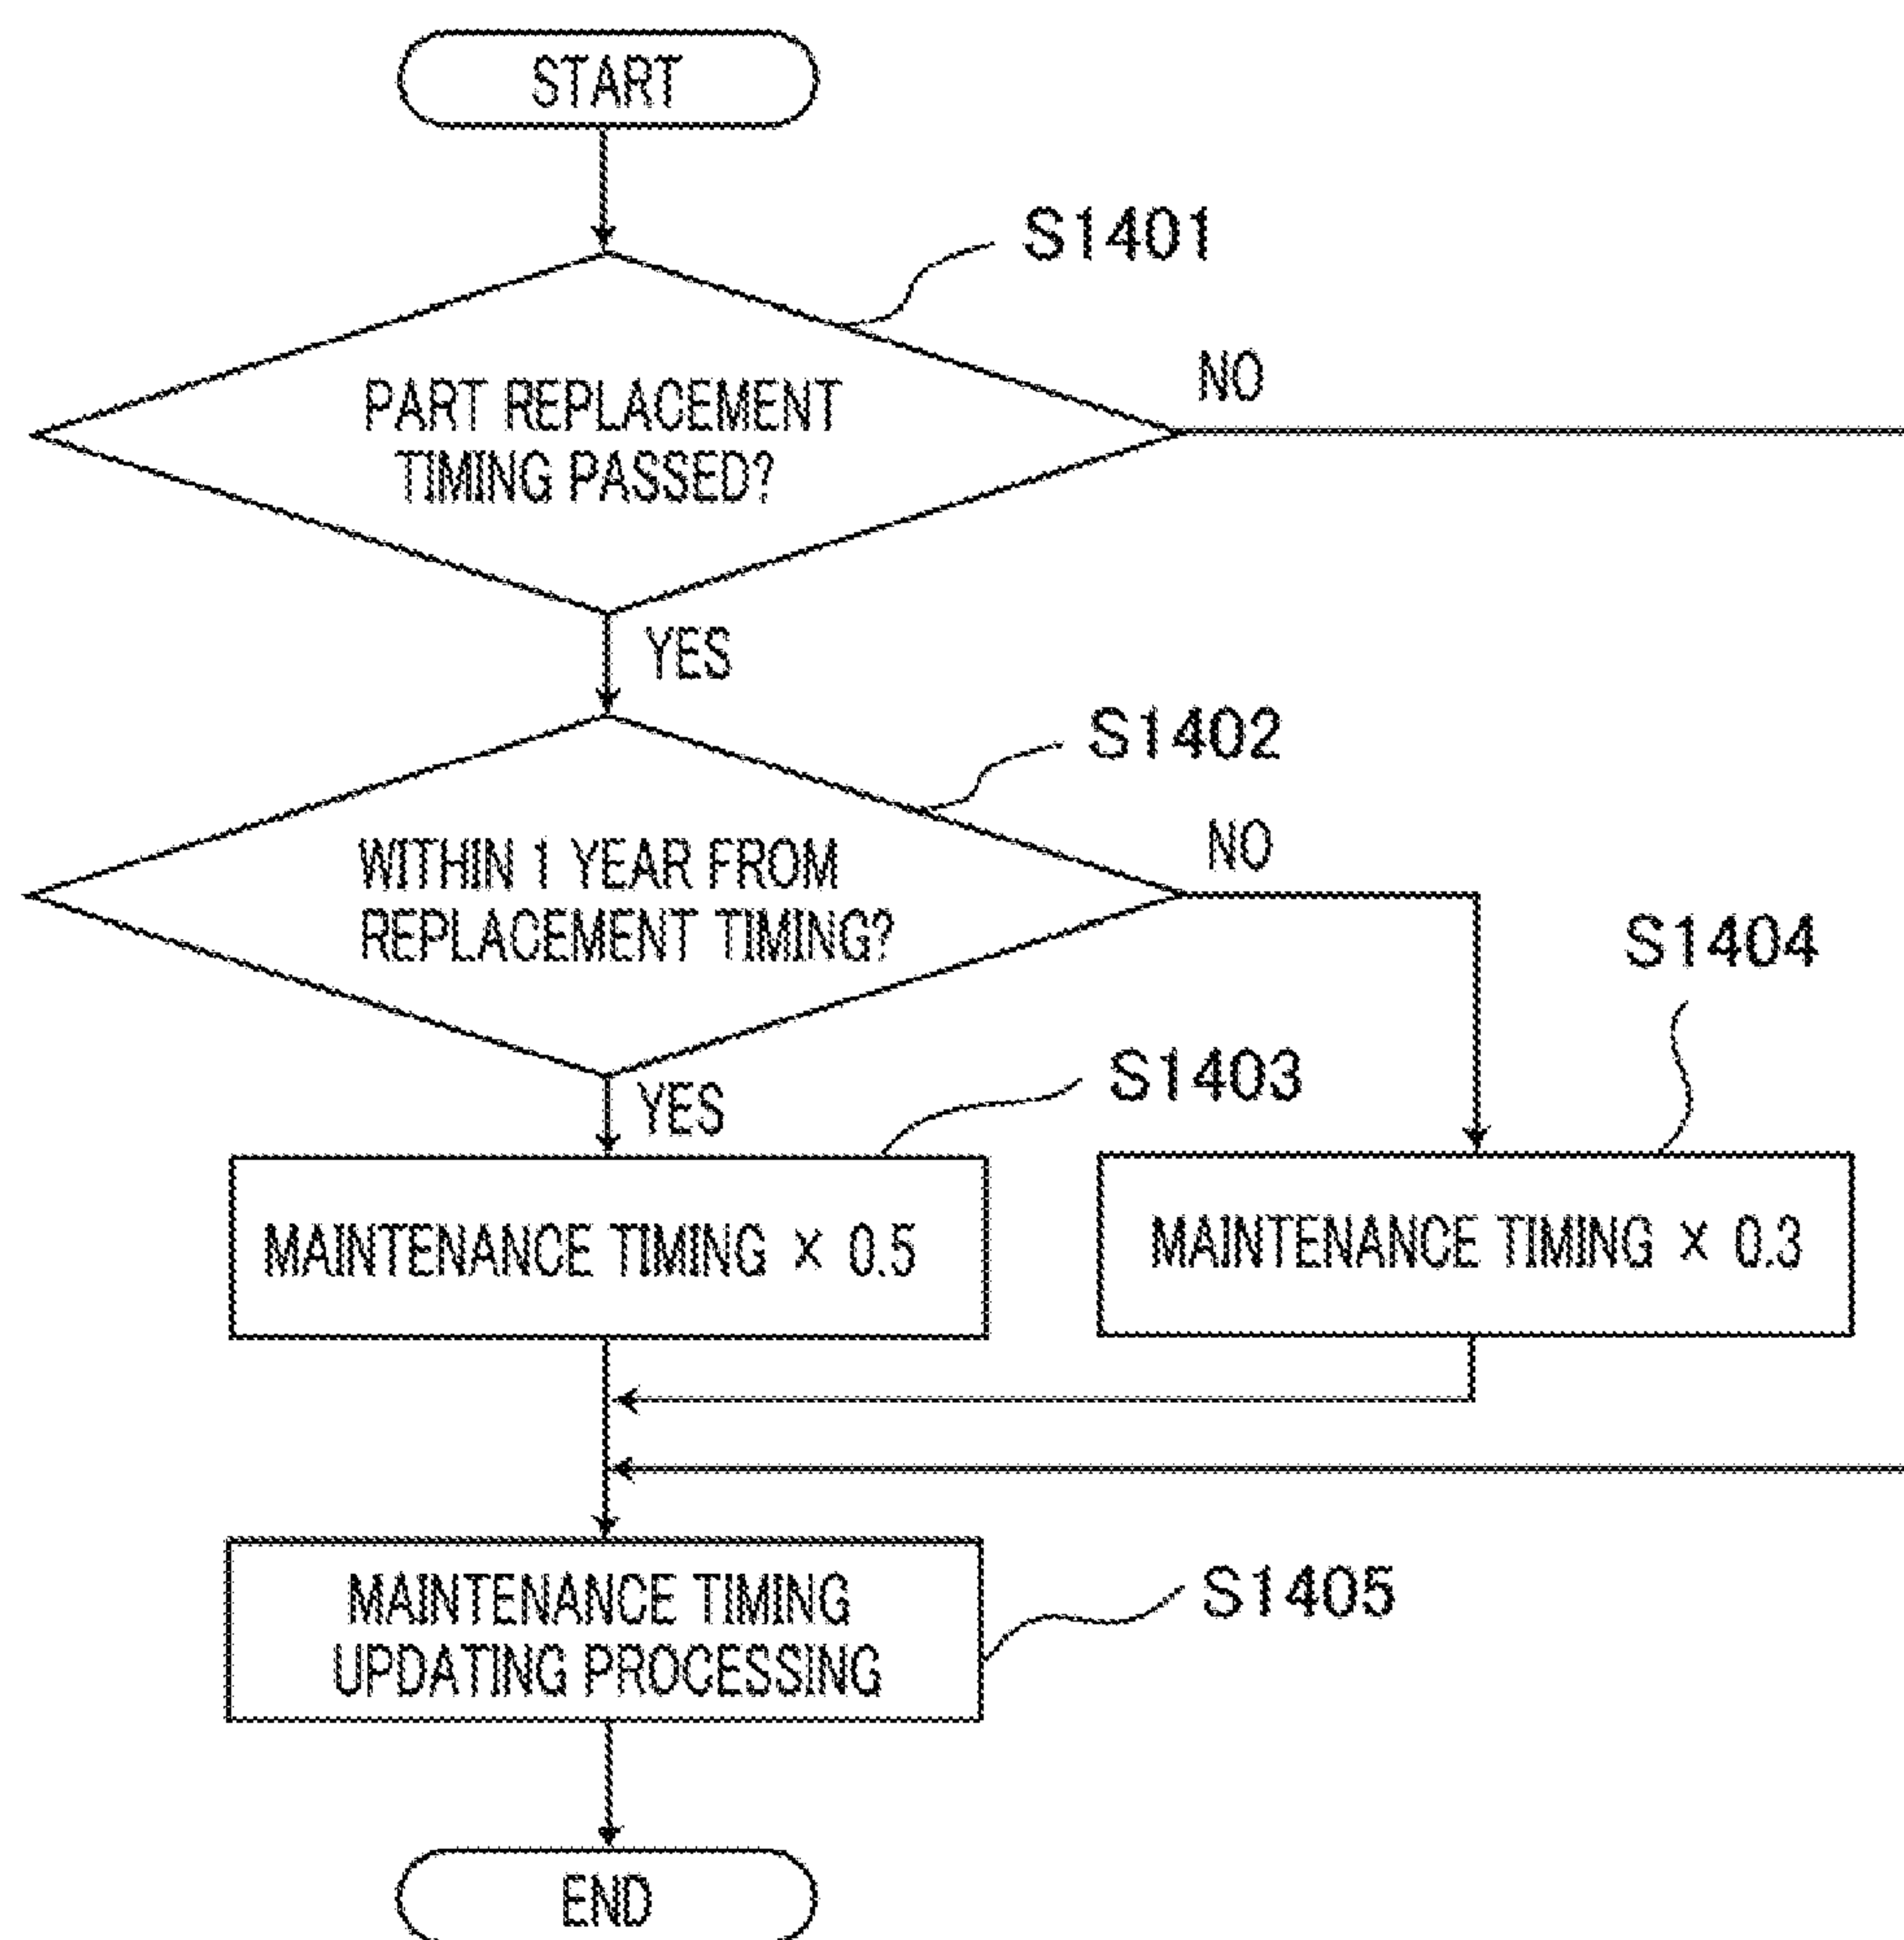 START
S1401
NO
PART REPLACEMENT
TIMING PASSED?
YES
S1402
NO
WITHIN 1 YEAR FROM
REPLACEMENT TIMING?
S1404
S1403
YES
MAINTENANCE TIMING × 0.5
MAINTENANCE TIMING × 0.3
MAINTENANCE TIMING
UPDATING PROCESSING
S1405
END